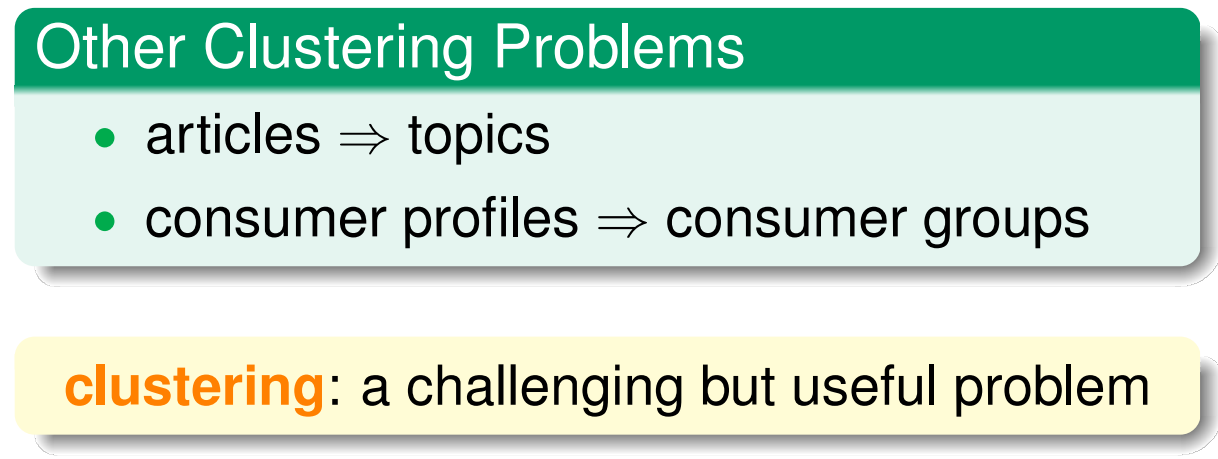 Other Clustering Problems
• articles ⇒ topics
• consumer profiles ⇒ consumer groups
clustering: a challenging but useful problem